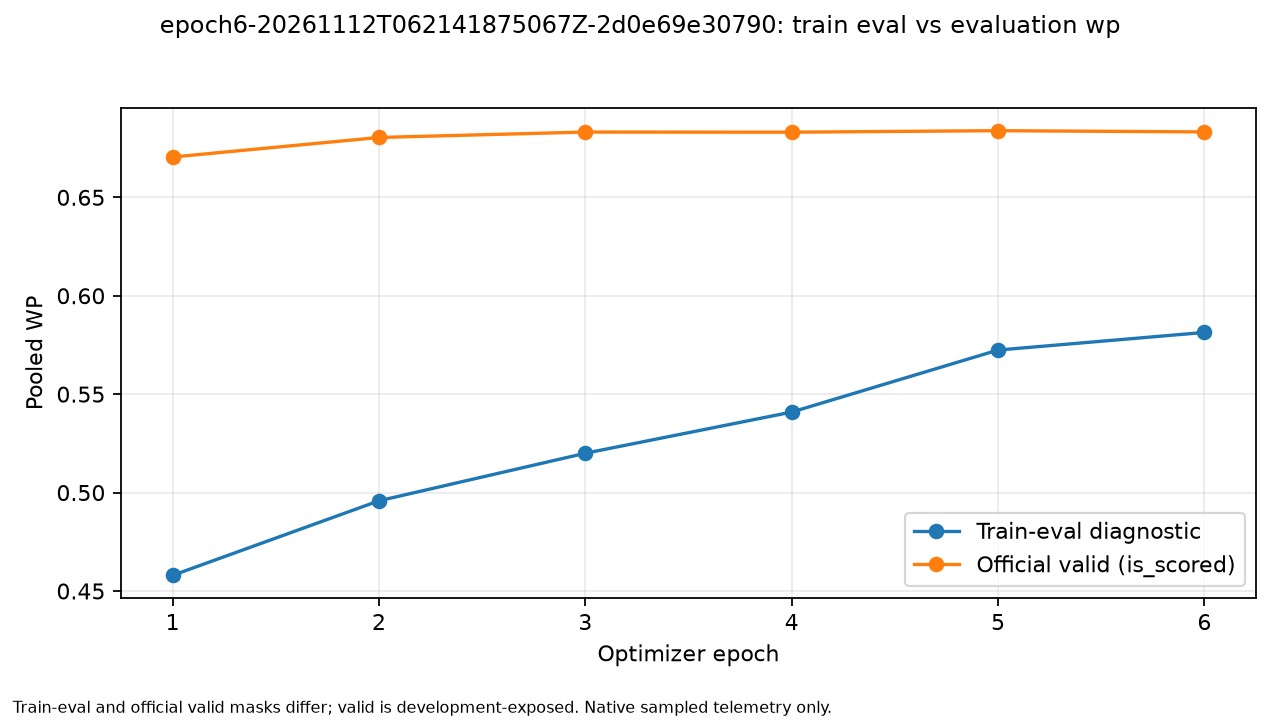 epoch6-20261112T062141875067Z-2d0e69e30790: train eval vs evaluation wp
Pooled WP
0.65
0.60
0.55
0.50
0.45
Train-eval diagnostic
Official valid (is_scored)
1 2 3 4 5 6
Optimizer epoch
Train-eval and official valid masks differ; valid is development-exposed. Native sampled telemetry only.